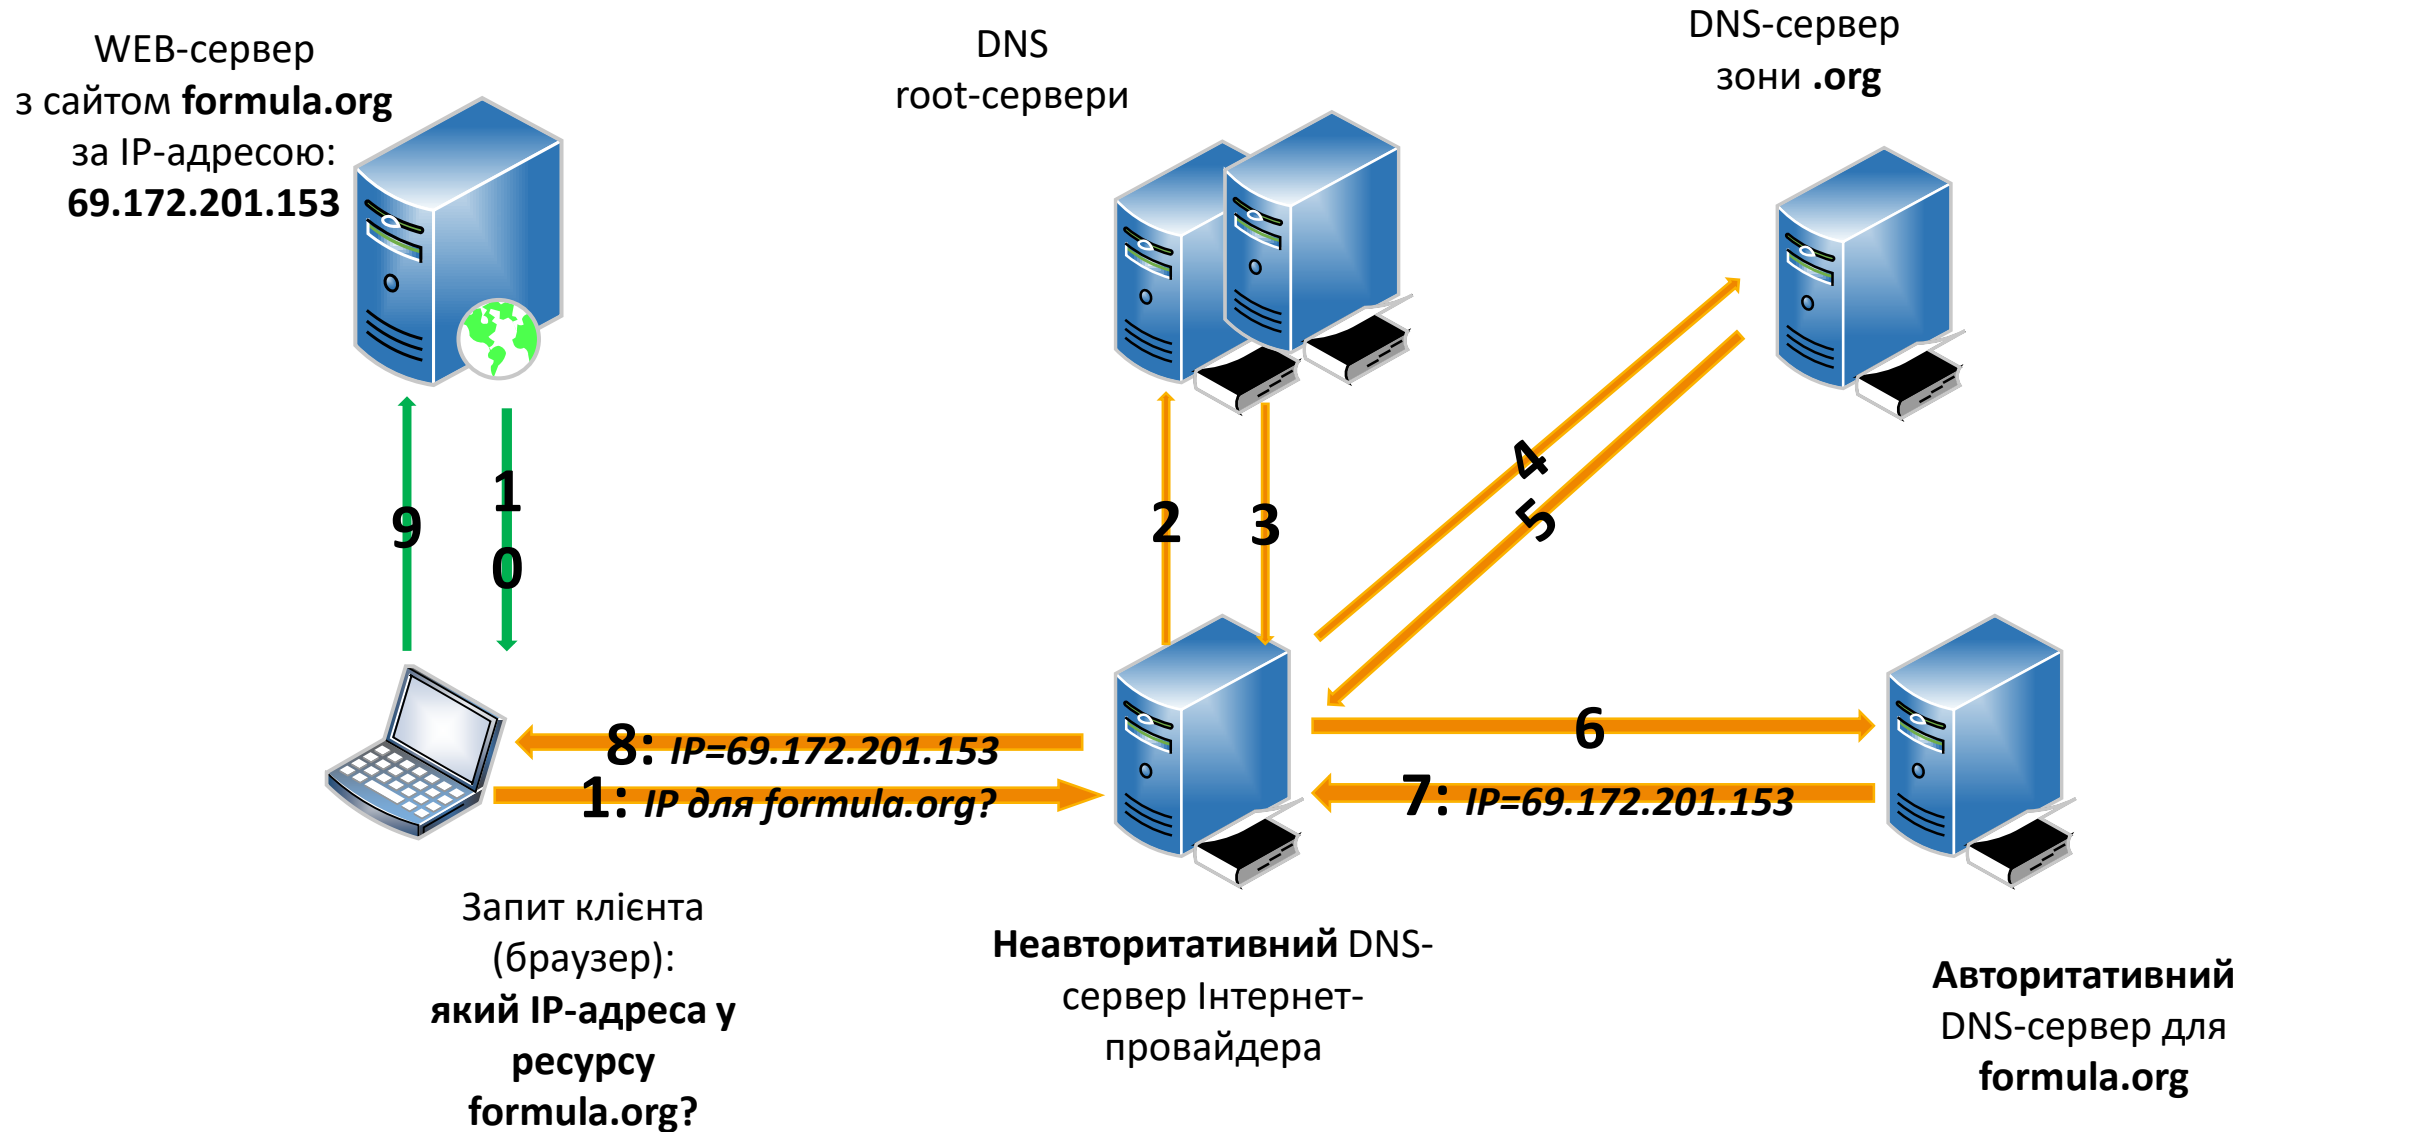 WEB-сервер
з сайтом formula.org
за IP-адресою:
69.172.201.153
DNS
root-сервери
DNS-сервер
зони .org
9
1
0
2
3
4
5
6
8: IP=69.172.201.153
1: IP для formula.org?
7: IP=69.172.201.153
Запит клієнта
(браузер):
який IP-адреса у
ресурсу
formula.org?
Неавторитативний DNS-
сервер Інтернет-
провайдера
Авторитативний
DNS-сервер для
formula.org